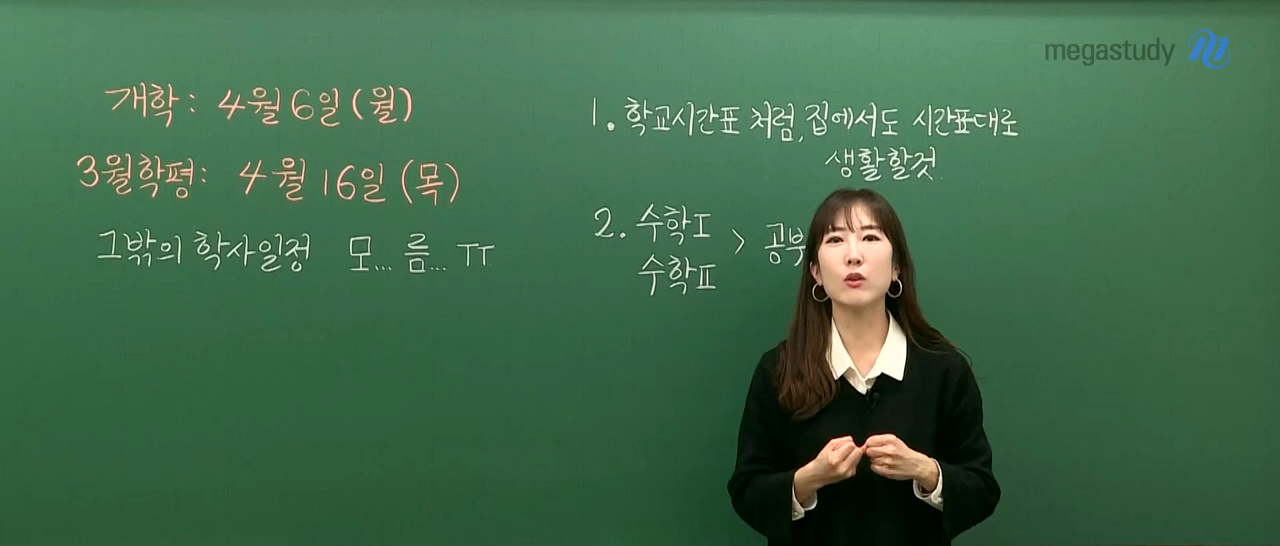 megastudy
개학: 4월 6일 (월)
3월학평: 4월 16일 (목)
그밖의 학사일정 모... 름... ㅠ
1. 학교시간표 처럼, 집에서도 시간표대로
생활할것.
2. 수학Ⅰ
수학Ⅱ
> 공부